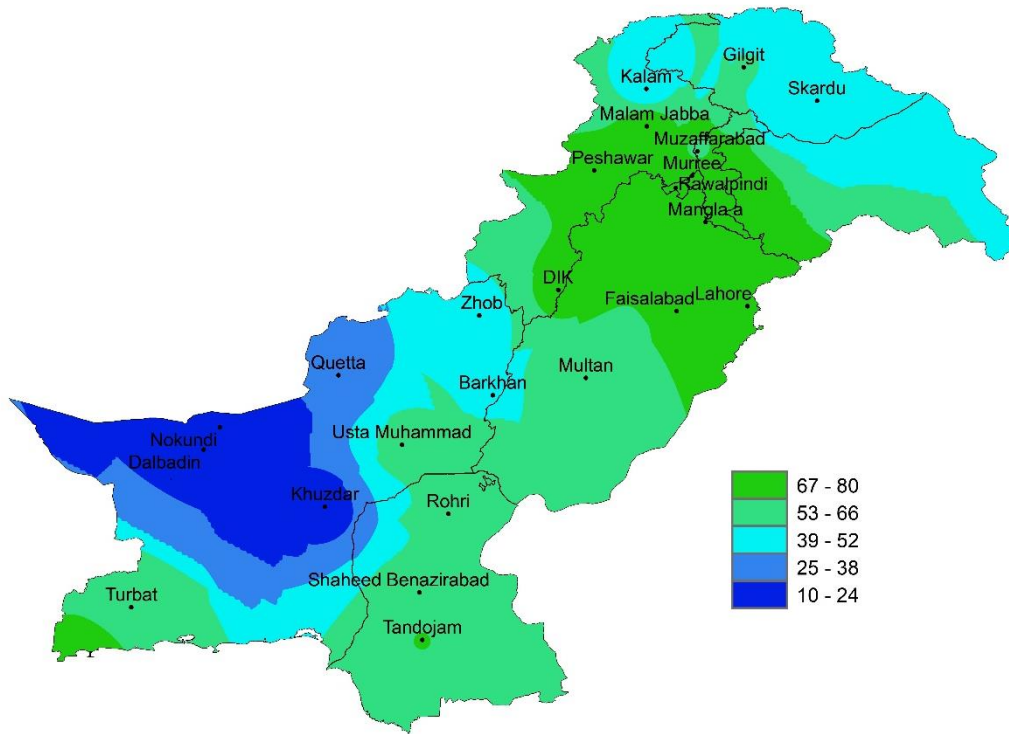 Gilgit
Kalam
Skardu
Malam Jabba
Muzaffarabad
Peshawar
Murree
Rawalpindi
Mangla a
DIK
Zhob
Faisalabad
Lahore
Quetta
Multan
Barkhan
Nokundi
Usta Muhammad
Dalbadin
Khuzdar
Rohri
67 - 80
53 - 66
39 - 52
25 - 38
10 - 24
Shaheed Benazirabad
Turbat
Tandojam